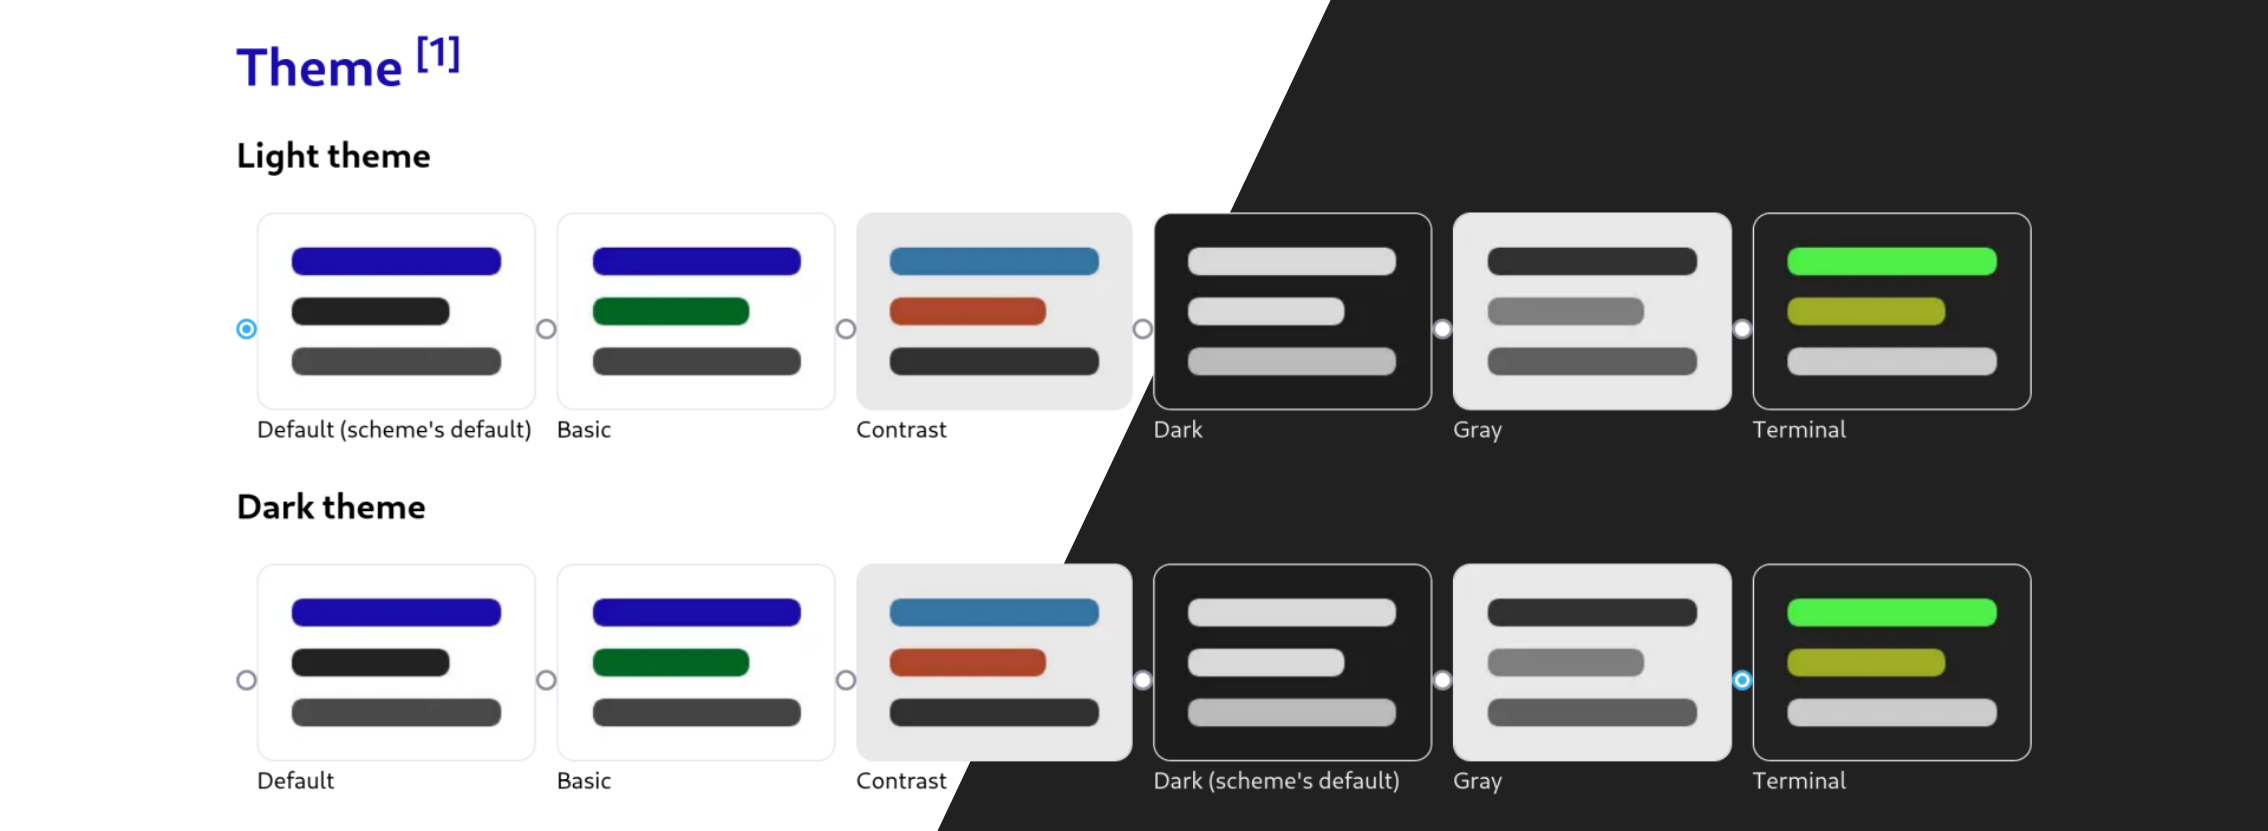 Theme [1]
Light theme
Default (scheme's default) Basic Contrast Dark Gray Terminal
Dark theme
Default Basic Contrast Dark (scheme's default) Gray Terminal